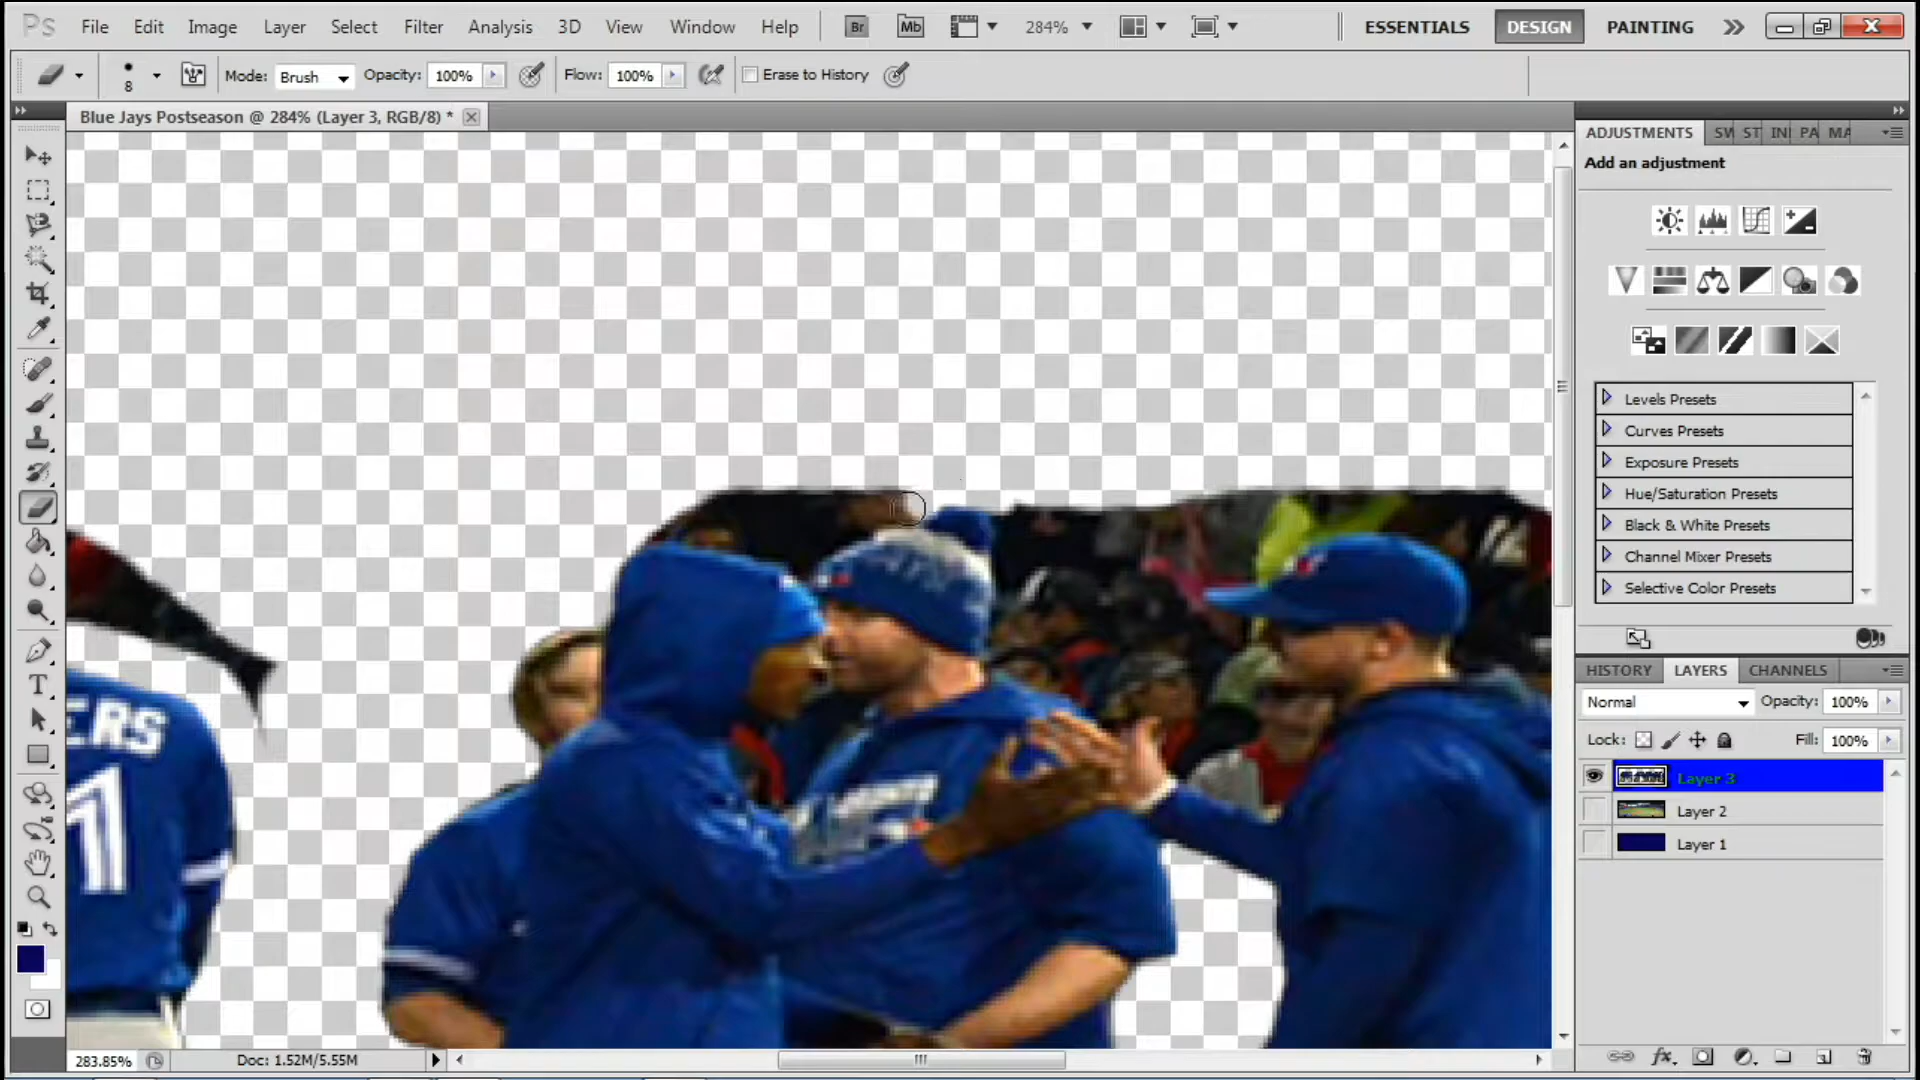 Ps File Edit Image Layer Select Filter Analysis 3D View Window Help Br Mb 284% ESSENTIALS DESIGN PAINTING
8 Mode: Brush Opacity: 100% Flow: 100% Erase to History
Blue Jays Postseason @ 284% (Layer 3, RGB/8) *
ADJUSTMENTS SW ST INI PA MA
Add an adjustment
Levels Presets
Curves Presets
Exposure Presets
Hue/Saturation Presets
Black & White Presets
Channel Mixer Presets
Selective Color Presets
HISTORY LAYERS CHANNELS
Normal Opacity: 100%
Lock: Fill: 100%
Layer 3
Layer 2
Layer 1
ERS
1
T
fx
283.85% Doc: 1.52M/5.55M